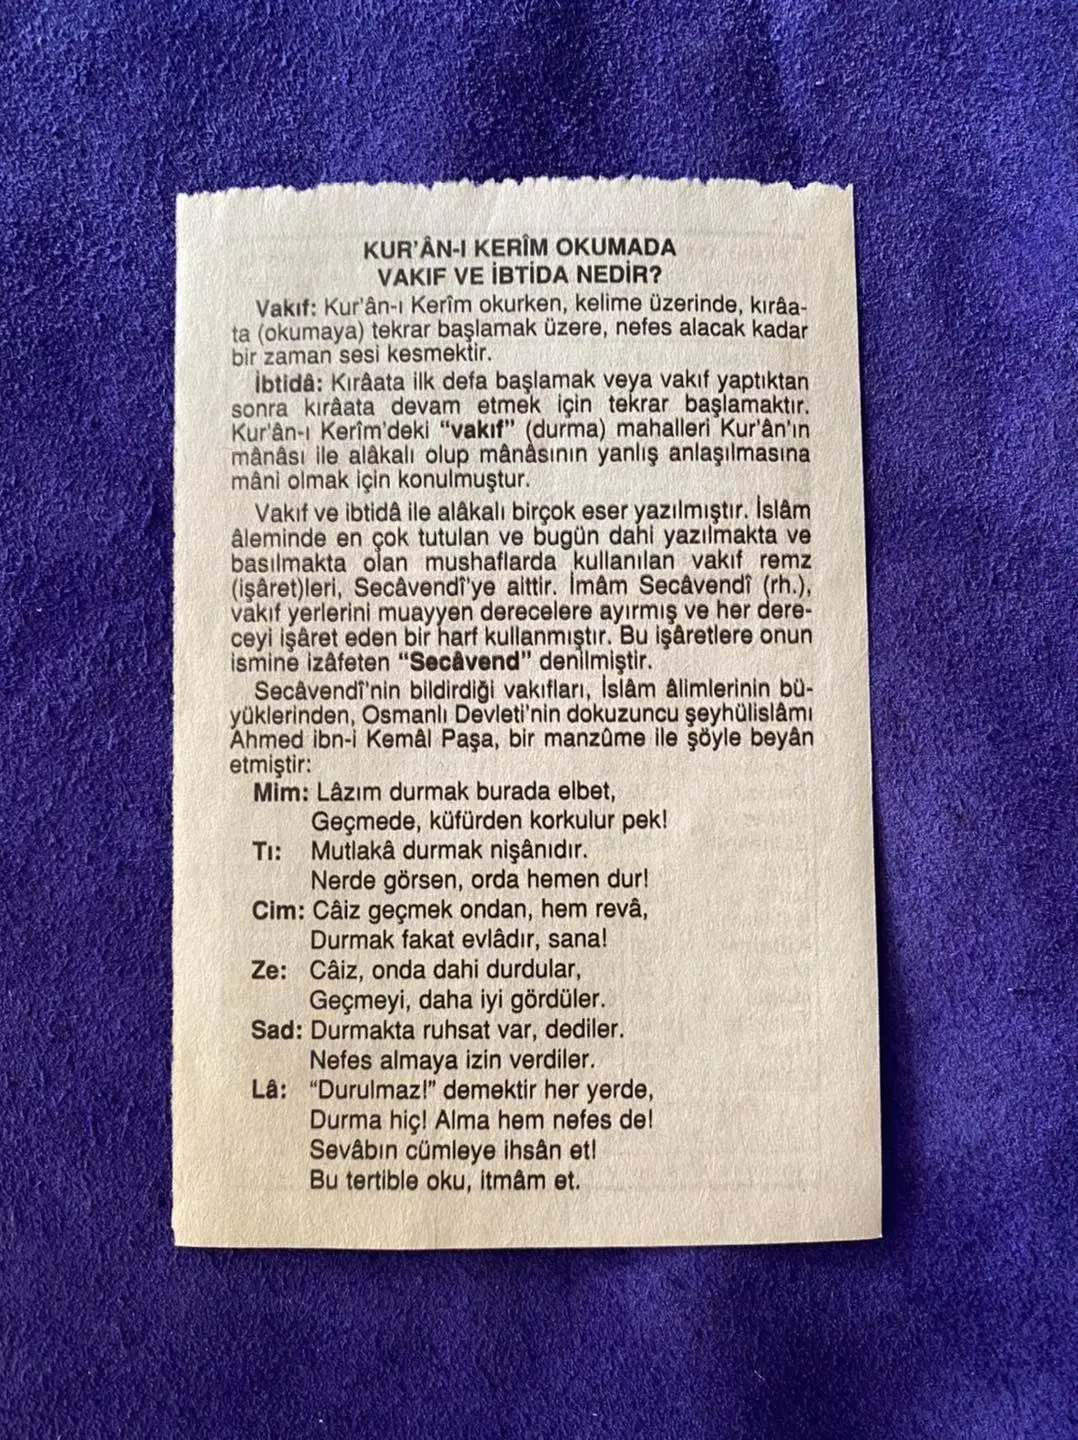 KUR'ÂN-I KERÎM OKUMADA
VAKIF VE İBTİDA NEDİR?
Vakıf: Kur'ân-ı Kerîm okurken, kelime üzerinde, kırâa-
ta (okumaya) tekrar başlamak üzere, nefes alacak kadar
bir zaman sesi kesmektir.
İbtidâ: Kırâata ilk defa başlamak veya vakıf yaptıktan
sonra kırâata devam etmek için tekrar başlamaktır.
Kur'ân-ı Kerîm'deki “vakıf” (durma) mahalleri Kur'ân'ın
mânâsı ile alâkalı olup mânâsının yanlış anlaşılmasına
mâni olmak için konulmuştur.
Vakıf ve ibtidâ ile alâkalı birçok eser yazılmıştır. İslâm
âleminde en çok tutulan ve bugün dahi yazılmakta ve
basılmakta olan mushaflarda kullanılan vakıf remz
(işâret)leri, Secâvendî'ye aittir. İmâm Secâvendî (rh.),
vakıf yerlerini muayyen derecelere ayırmış ve her dere-
ceyi işâret eden bir harf kullanmıştır. Bu işâretlere onun
ismine izâfeten “Secâvend” denilmiştir.
Secâvendî'nin bildirdiği vakıfları, İslâm âlimlerinin bü-
yüklerinden, Osmanlı Devleti'nin dokuzuncu şeyhülislâmı
Ahmed ibn-i Kemâl Paşa, bir manzûme ile şöyle beyân
etmiştir:
Mim: Lâzım durmak burada elbet,
Geçmede, küfürden korkulur pek!
Tı: Mutlakâ durmak nişânıdır.
Nerde görsen, orda hemen dur!
Cim: Câiz geçmek ondan, hem revâ,
Durmak fakat evlâdır, sana!
Ze: Câiz, onda dahi durdular,
Geçmeyi, daha iyi gördüler.
Sad: Durmakta ruhsat var, dediler.
Nefes almaya izin verdiler.
Lâ: “Durulmaz!” demektir her yerde,
Durma hiç! Alma hem nefes de!
Sevâbın cümleye ihsân et!
Bu tertible oku, itmâm et.